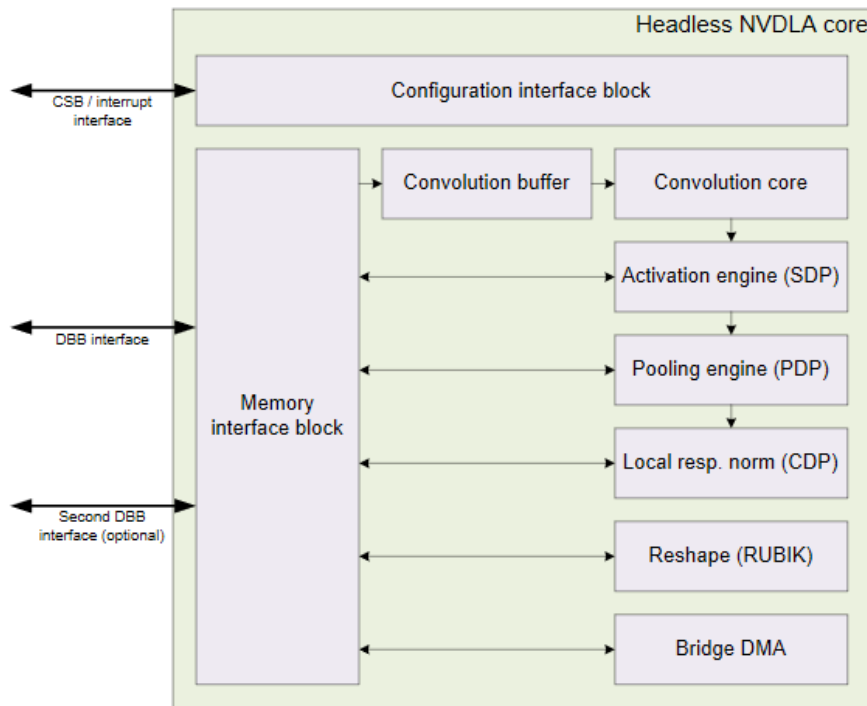 Headless NVDLA core
CSB / interrupt
interface
Configuration interface block
Convolution buffer
Convolution core
Activation engine (SDP)
DBB interface
Pooling engine (PDP)
Memory
interface block
Local resp. norm (CDP)
Second DBB
interface (optional)
Reshape (RUBIK)
Bridge DMA